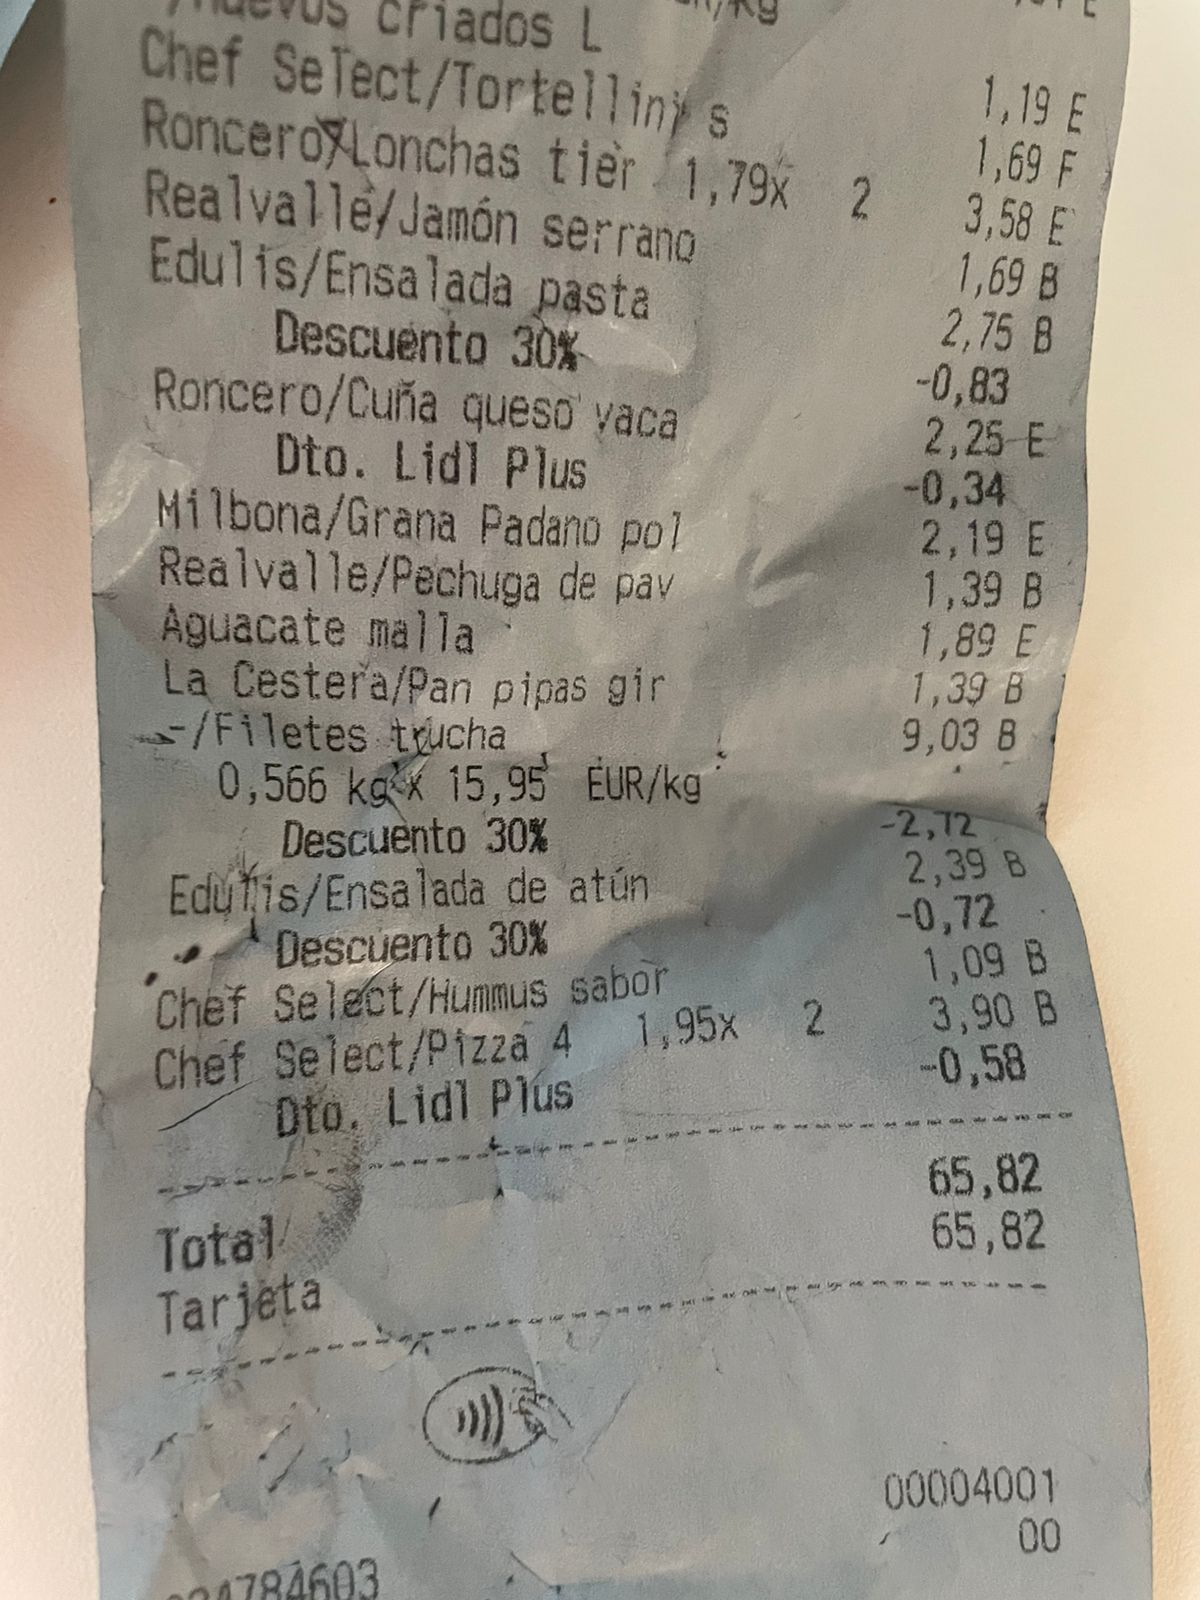 /Huevos criados L
Chef Select/Tortellini s 1,19 E
Roncero/Lonchas tier 1,79x 2 1,69 F
Realvalle/Jamón serrano 3,58 E
Edulis/Ensalada pasta 1,69 B
Descuento 30% 2,75 B
Roncero/Cuña queso vaca -0,83
Dto. Lidl Plus 2,25 E
Milbona/Grana Padano pol -0,34
Realvalle/Pechuga de pav 2,19 E
Aguacate malla 1,39 B
La Cestera/Pan pipas gir 1,89 E
-/Filetes trucha 1,39 B
0,566 kg x 15,95 EUR/kg 9,03 B
Descuento 30% -2,72
Edulis/Ensalada de atún 2,39 B
Descuento 30% -0,72
Chef Select/Hummus sabor 1,09 B
Chef Select/Pizza 4 1,95x 2 3,90 B
Dto. Lidl Plus -0,58
Total 65,82
Tarjeta 65,82
00004001
00